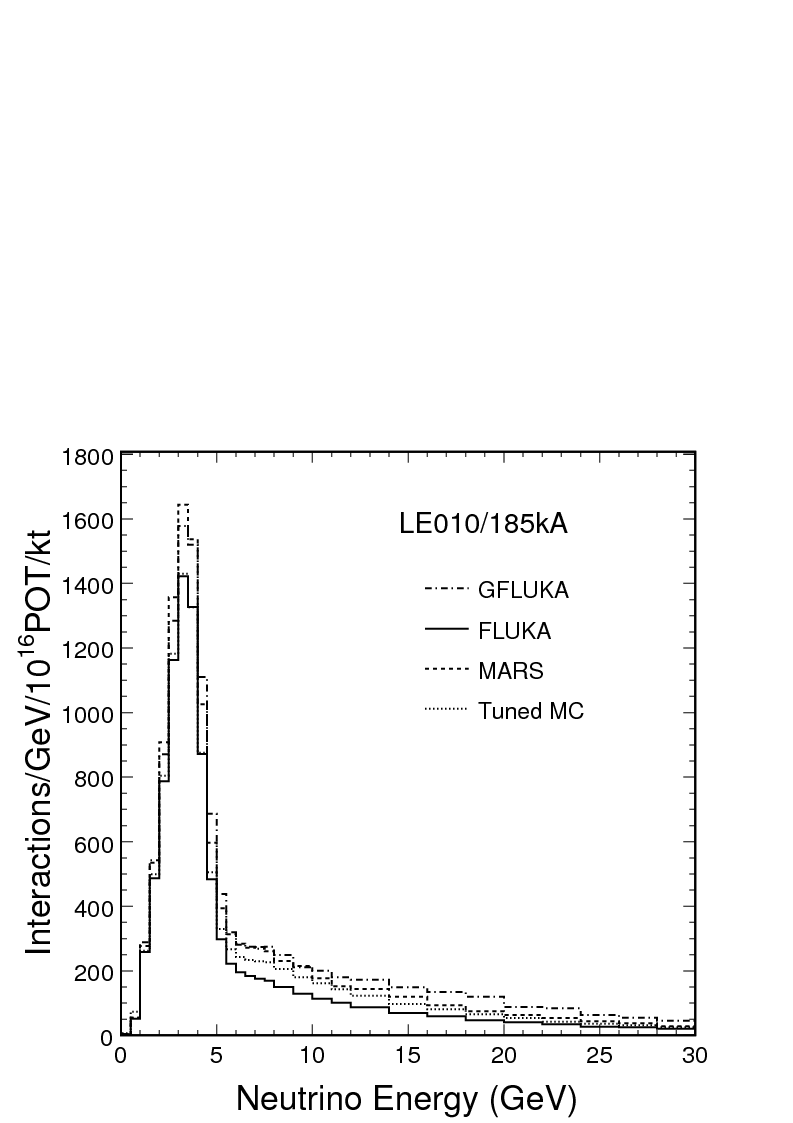 1800
1600
1400
1200
1000
800
600
400
200
0
Interactions/GeV/10^16POT/kt
LE010/185kA
GFLUKA
FLUKA
MARS
Tuned MC
0 5 10 15 20 25 30
Neutrino Energy (GeV)